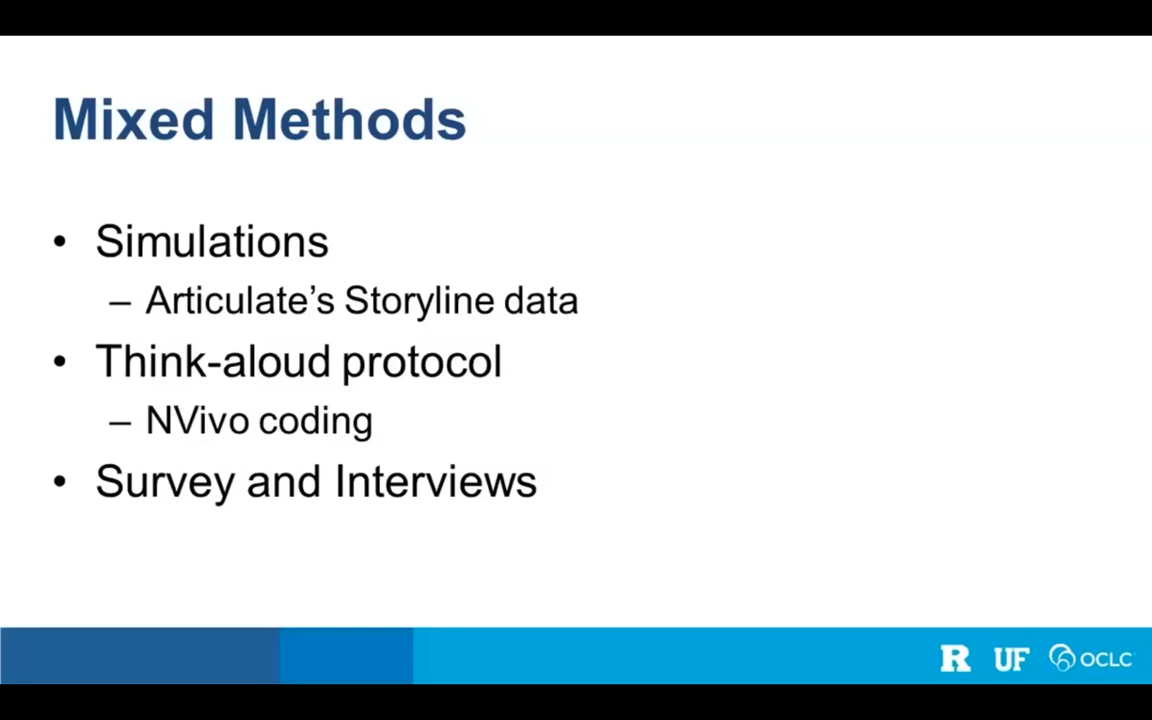 Mixed Methods
• Simulations
– Articulate’s Storyline data
• Think-aloud protocol
– NVivo coding
• Survey and Interviews
R UF OCLC